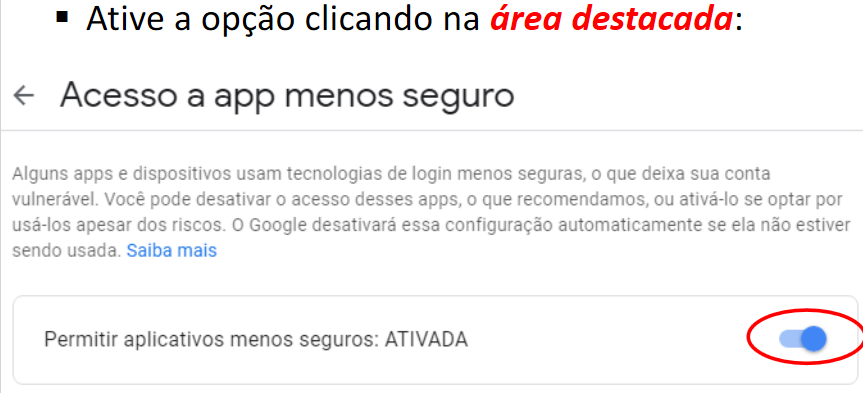 ▪ Ative a opção clicando na área destacada:
← Acesso a app menos seguro
Alguns apps e dispositivos usam tecnologias de login menos seguras, o que deixa sua conta
vulnerável. Você pode desativar o acesso desses apps, o que recomendamos, ou ativá-lo se optar por
usá-los apesar dos riscos. O Google desativará essa configuração automaticamente se ela não estiver
sendo usada. Saiba mais
Permitir aplicativos menos seguros: ATIVADA